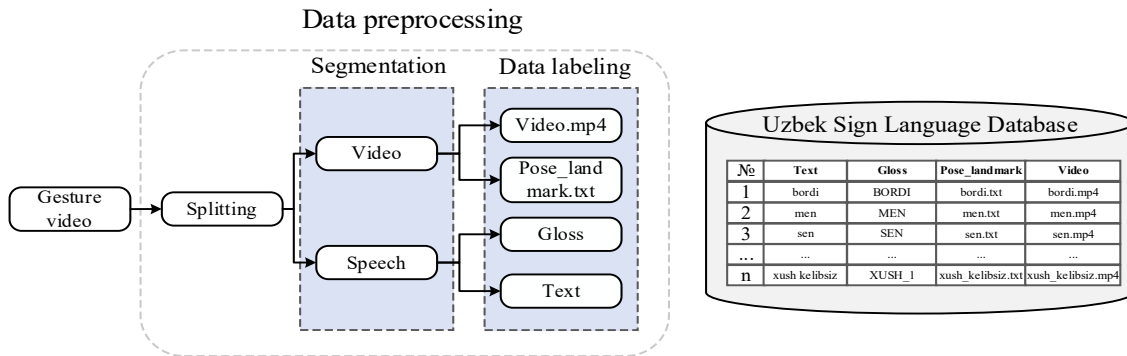 Data preprocessing
Segmentation
Data labeling
Gesture
video
Splitting
Video
Speech
Video.mp4
Pose_land
mark.txt
Gloss
Text
Uzbek Sign Language Database
№ Text Gloss Pose_landmark Video
1 bordi BORDI bordi.txt bordi.mp4
2 men MEN men.txt men.mp4
3 sen SEN sen.txt sen.mp4
... ... ... ... ...
n xush kelibsiz XUSH_1 xush_kelibsiz.txt xush_kelibsiz.mp4